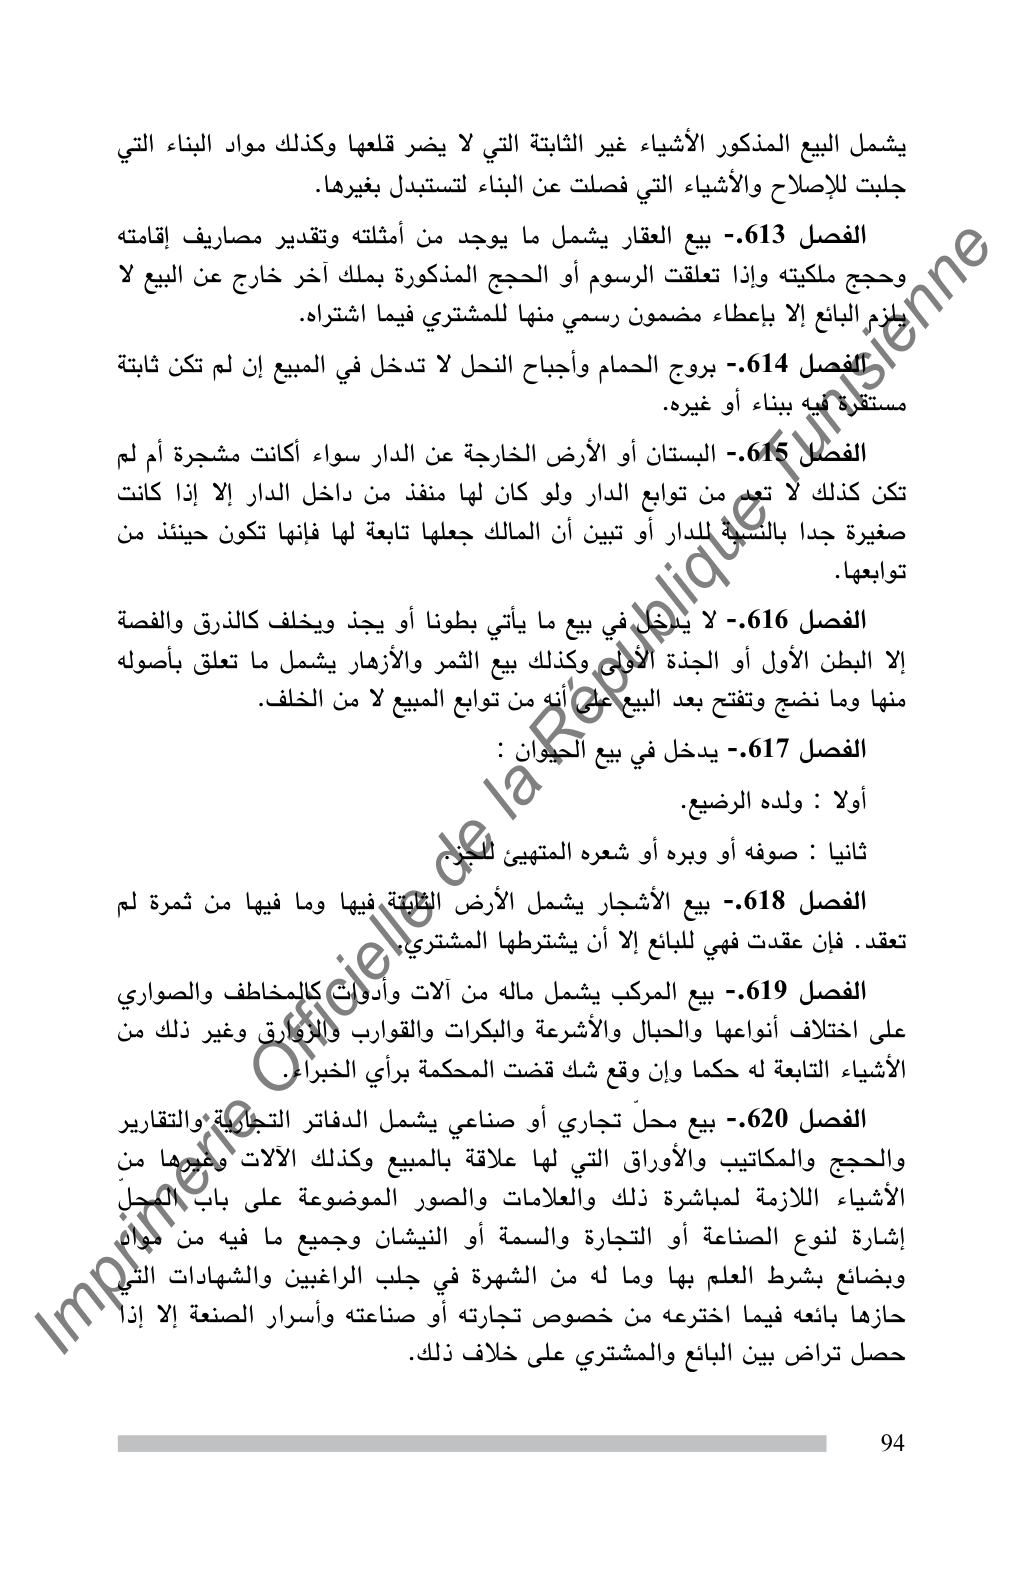 يشمل البيع المذكور الأشياء غير الثابتة التي لا يضر قلعها وكذلك مواد البناء التي
جلبت للإصلاح والأشياء التي فصلت عن البناء لتستبدل بغيرها.
الفصل 613.- بيع العقار يشمل ما يوجد من أمثلته وتقدير مصاريف إقامته
وحجج ملكيته وإذا تعلقت الرسوم أو الحجج المذكورة بملك آخر خارج عن البيع لا
يلزم البائع إلا بإعطاء مضمون رسمي منها للمشتري فيما اشتراه.
الفصل 614.- بروج الحمام وأجباح النحل لا تدخل في المبيع إن لم تكن ثابتة
مستقرة فيه ببناء أو غيره.
الفصل 615.- البستان أو الأرض الخارجة عن الدار سواء أكانت مشجرة أم لم
تكن كذلك لا تعد من توابع الدار ولو كان لها منفذ من داخل الدار إلا إذا كانت
صغيرة جدا بالنسبة للدار أو تبين أن المالك جعلها تابعة لها فإنها تكون حينئذ من
توابعها.
الفصل 616.- لا يدخل في بيع ما يأتي بطونا أو يجذ ويخلف كالذرق والفصة
إلا البطن الأول أو الجذة الأولى وكذلك بيع الثمر والأزهار يشمل ما تعلق بأصوله
منها وما نضج وتفتح بعد البيع على أنه من توابع المبيع لا من الخلف.
الفصل 617.- يدخل في بيع الحيوان :
أولا : ولده الرضيع.
ثانيا : صوفه أو وبره أو شعره المتهيئ للجز.
الفصل 618.- بيع الأشجار يشمل الأرض الثابتة فيها وما فيها من ثمرة لم
تعقد. فإن عقدت فهي للبائع إلا أن يشترطها المشتري.
الفصل 619.- بيع المركب يشمل ماله من آلات وأدوات كالمخاطف والصواري
على اختلاف أنواعها والحبال والأشرعة والبكرات والقوارب والزوارق وغير ذلك من
الأشياء التابعة له حكما وإن وقع شك قضت المحكمة برأي الخبراء.
الفصل 620.- بيع محلّ تجاري أو صناعي يشمل الدفاتر التجارية والتقارير
والحجج والمكاتيب والأوراق التي لها علاقة بالمبيع وكذلك الآلات وغيرها من
الأشياء اللازمة لمباشرة ذلك والعلامات والصور الموضوعة على باب المحلّ
إشارة لنوع الصناعة أو التجارة والسمة أو النيشان وجميع ما فيه من موادّ
وبضائع بشرط العلم بها وما له من الشهرة في جلب الراغبين والشهادات التي
حازها بائعه فيما اخترعه من خصوص تجارته أو صناعته وأسرار الصنعة إلا إذا
حصل تراض بين البائع والمشتري على خلاف ذلك.
94
Imprimerie Officielle de la République Tunisienne